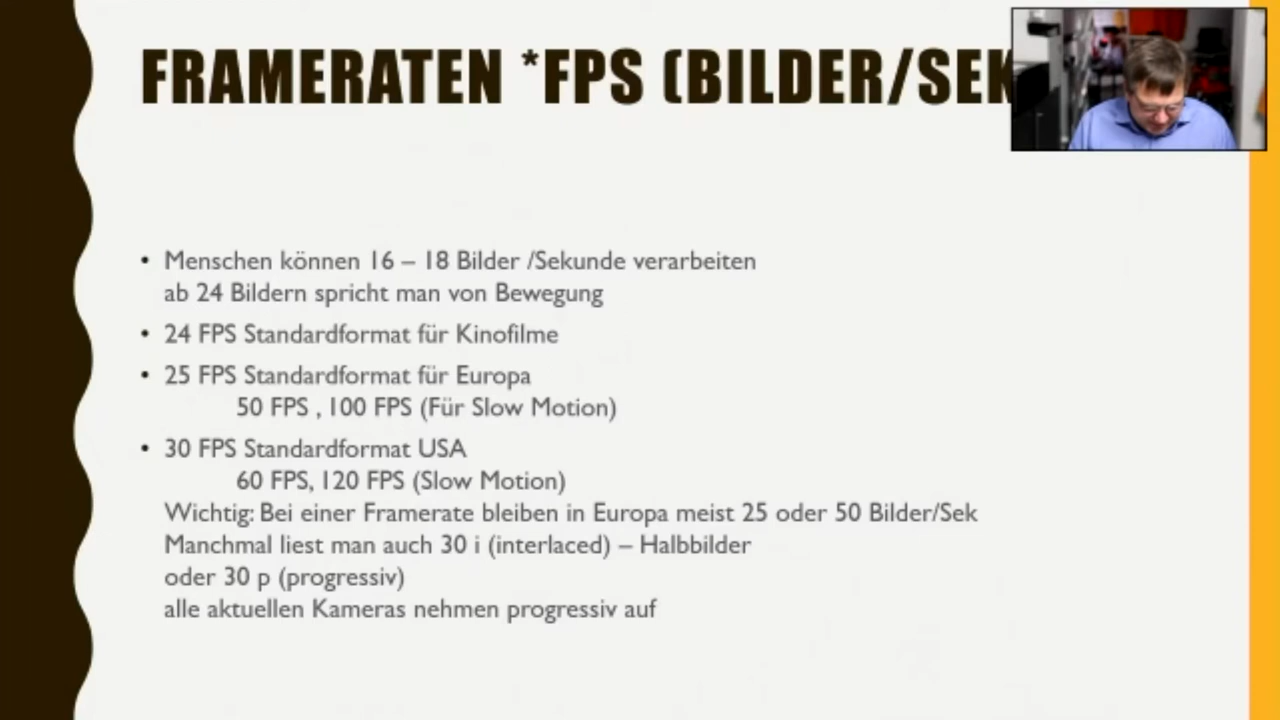 FRAMERATEN *FPS (BILDER/SEK
• Menschen können 16 – 18 Bilder /Sekunde verarbeiten
ab 24 Bildern spricht man von Bewegung
• 24 FPS Standardformat für Kinofilme
• 25 FPS Standardformat für Europa
50 FPS , 100 FPS (Für Slow Motion)
• 30 FPS Standardformat USA
60 FPS, 120 FPS (Slow Motion)
Wichtig: Bei einer Framerate bleiben in Europa meist 25 oder 50 Bilder/Sek
Manchmal liest man auch 30 i (interlaced) – Halbbilder
oder 30 p (progressiv)
alle aktuellen Kameras nehmen progressiv auf